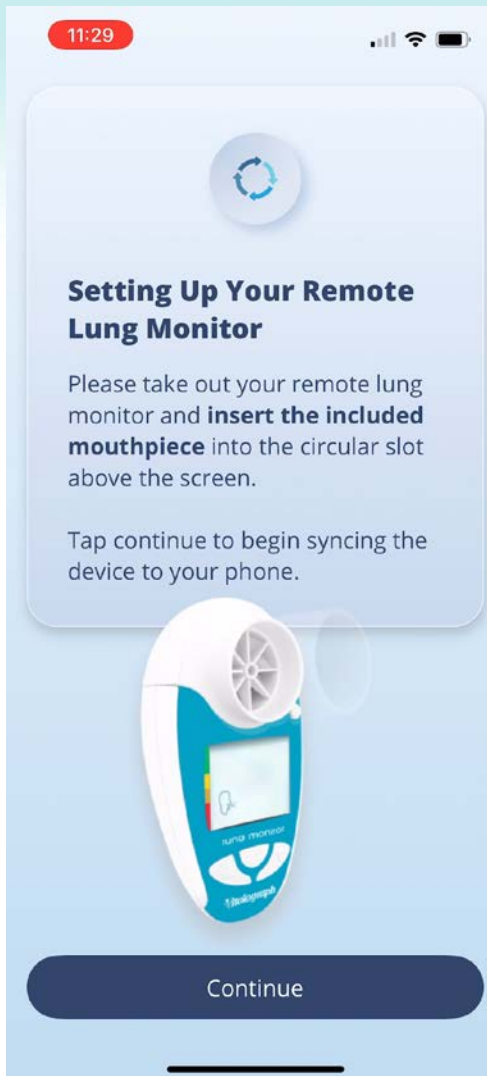 11:29
Setting Up Your Remote
Lung Monitor
Please take out your remote lung
monitor and insert the included
mouthpiece into the circular slot
above the screen.
Tap continue to begin syncing the
device to your phone.
lung monitor
Vitalograph
Continue